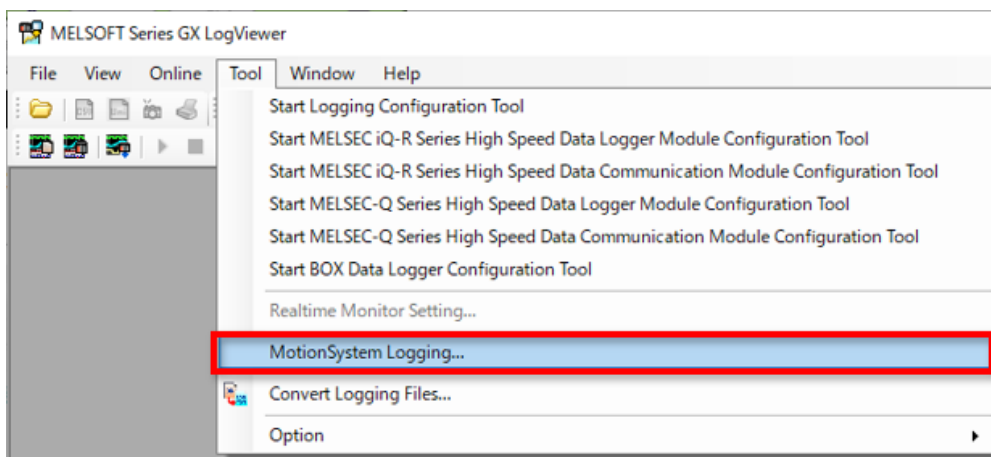 MELSOFT Series GX LogViewer
File View Online Tool Window Help
Start Logging Configuration Tool
Start MELSEC iQ-R Series High Speed Data Logger Module Configuration Tool
Start MELSEC iQ-R Series High Speed Data Communication Module Configuration Tool
Start MELSEC-Q Series High Speed Data Logger Module Configuration Tool
Start MELSEC-Q Series High Speed Data Communication Module Configuration Tool
Start BOX Data Logger Configuration Tool
Realtime Monitor Setting...
MotionSystem Logging...
Convert Logging Files...
Option